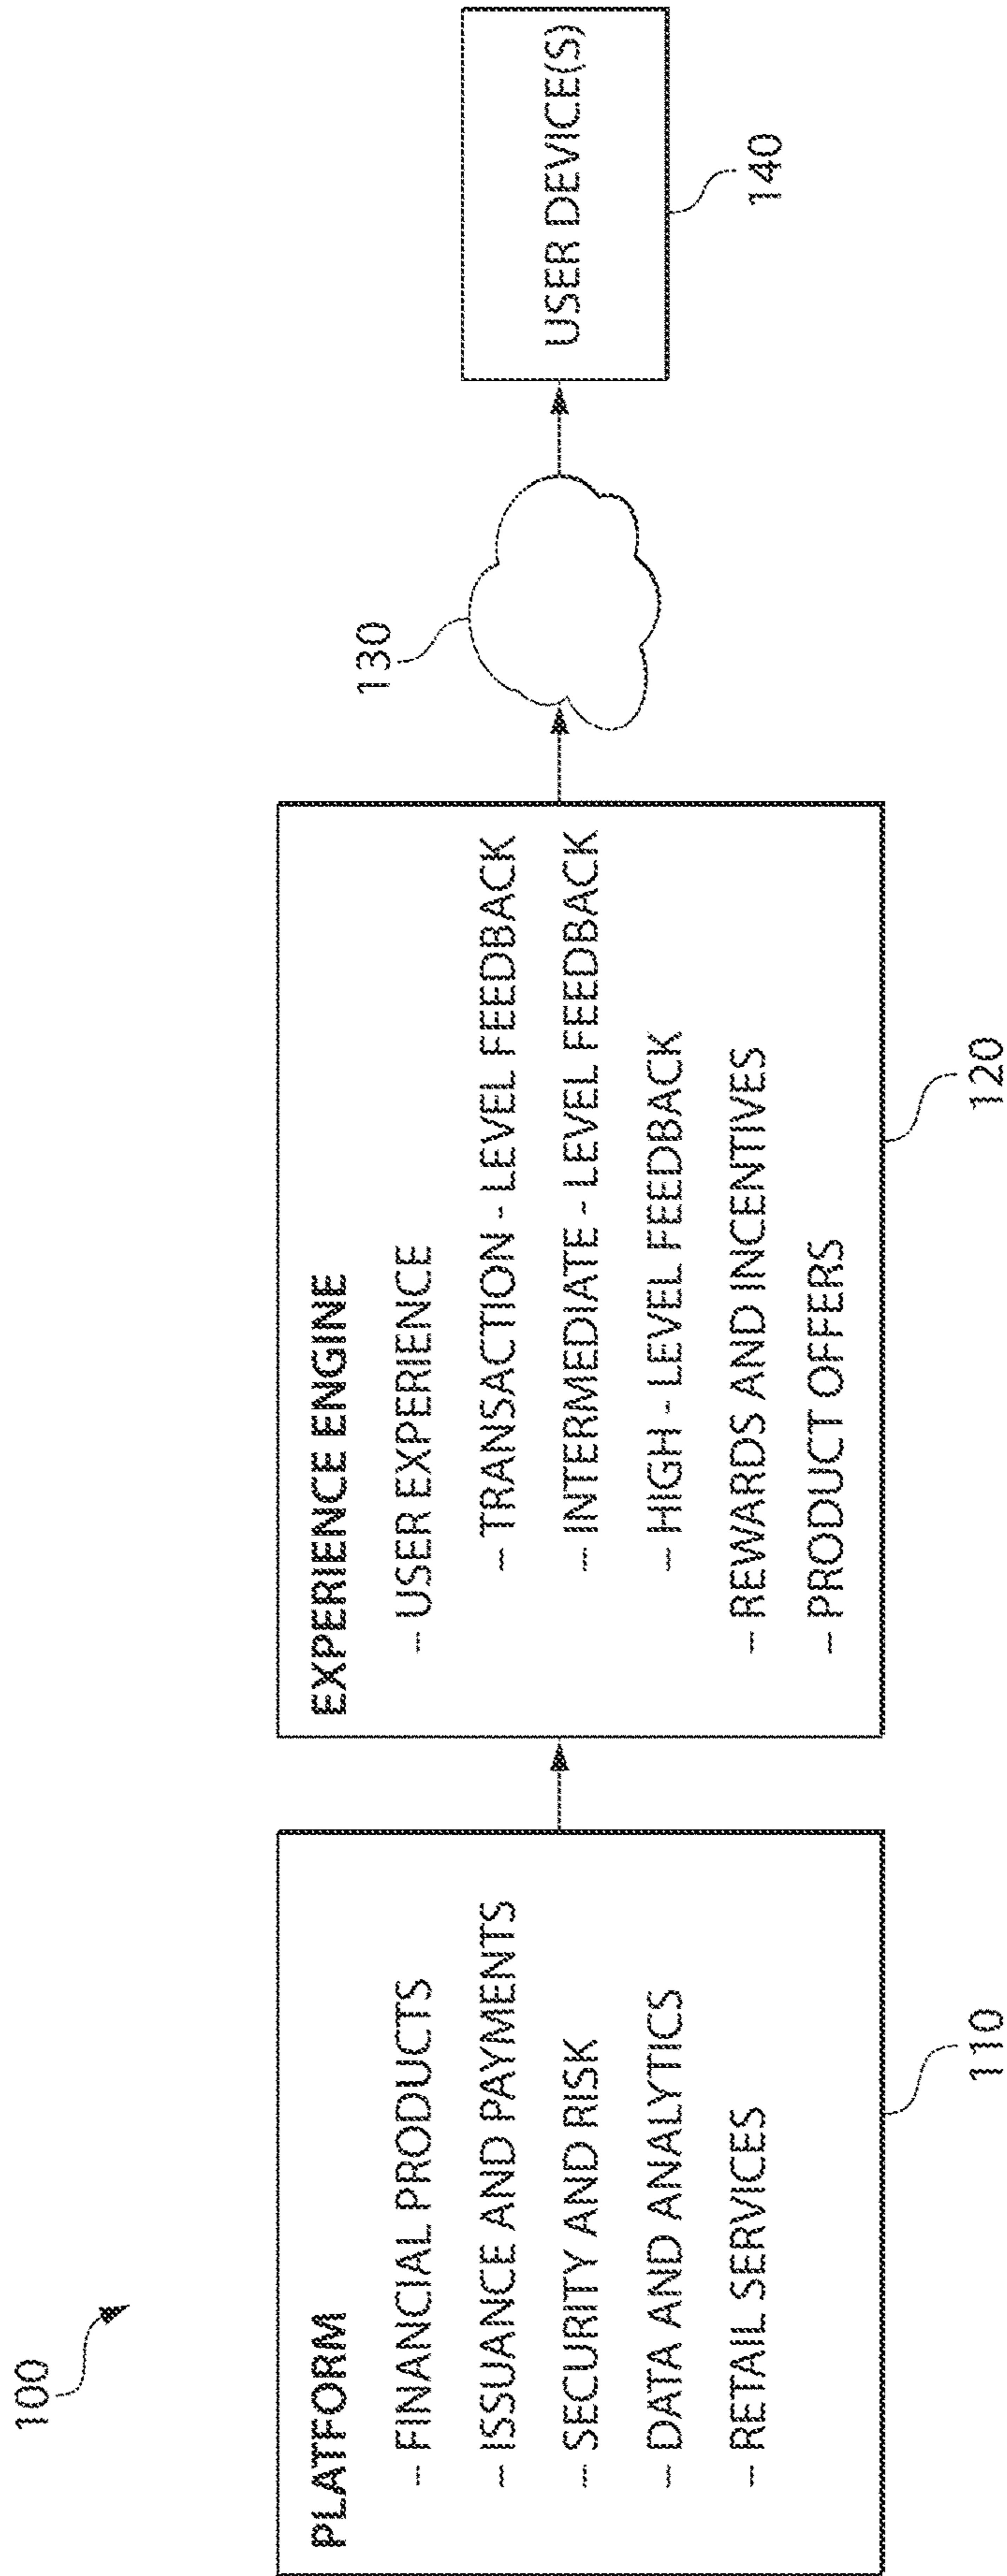 100
PLATFORM
-- FINANCIAL PRODUCTS
-- ISSUANCE AND PAYMENTS
-- SECURITY AND RISK
-- DATA AND ANALYTICS
-- RETAIL SERVICES
110
EXPERIENCE ENGINE
-- USER EXPERIENCE
-- TRANSACTION - LEVEL FEEDBACK
-- INTERMEDIATE - LEVEL FEEDBACK
-- HIGH - LEVEL FEEDBACK
-- REWARDS AND INCENTIVES
-- PRODUCT OFFERS
120
130
USER DEVICE(S)
140